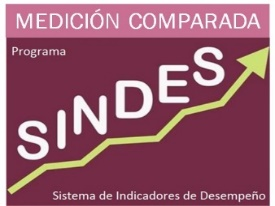 MEDICIÓN COMPARADA
Programa
SINDES
Sistema de Indicadores de Desempeño